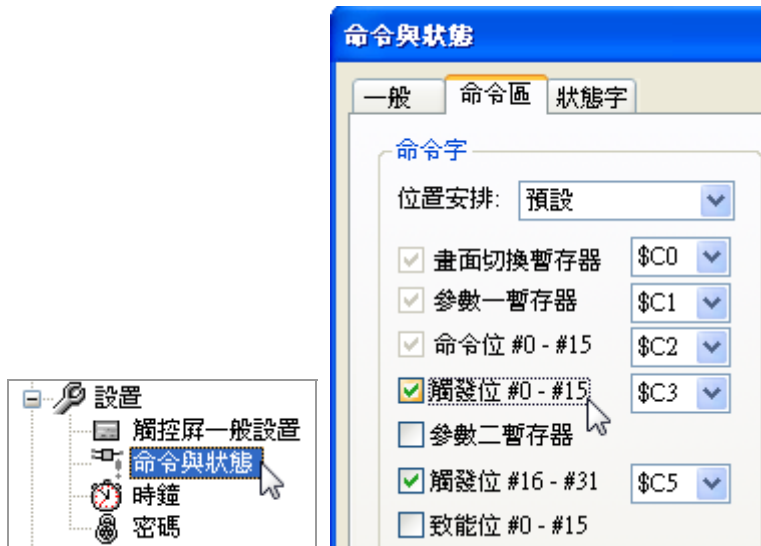 設置
觸控屏一般設置
命令與狀態
時鐘
密碼
命令與狀態
一般 命令區 狀態字
命令字
位置安排: 預設
畫面切換暫存器 $C0
參數一暫存器 $C1
命令位 #0 - #15 $C2
觸發位 #0 - #15 $C3
參數二暫存器
觸發位 #16 - #31 $C5
致能位 #0 - #15